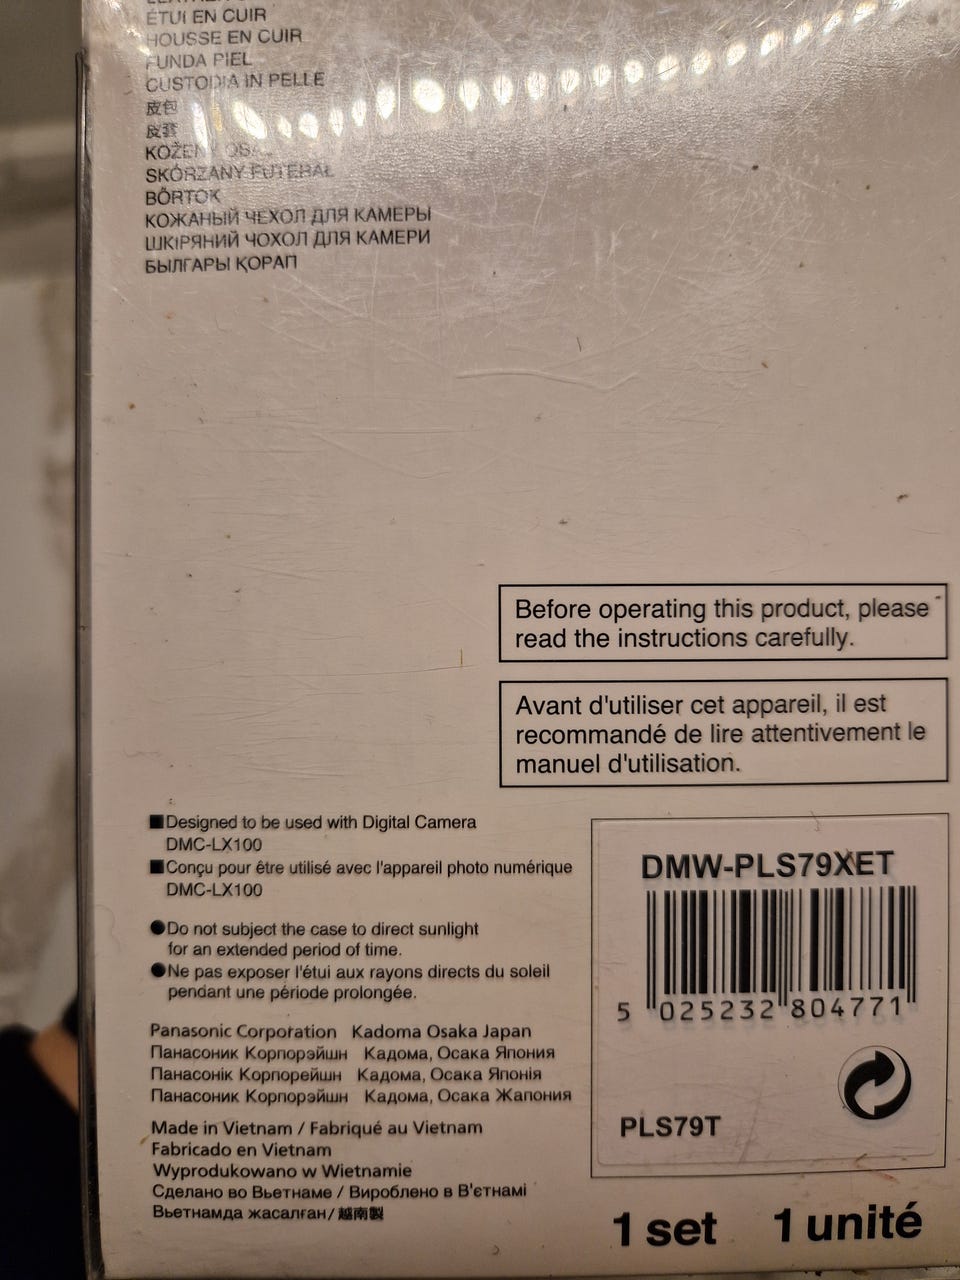 ÉTUI EN CUIR
HOUSSE EN CUIR
FUNDA PIEL
CUSTODIA IN PELLE
皮包
皮套
KOŽENÝ
SKÓRZANY FUTERAŁ
BŐRTOK
КОЖАНЫЙ ЧЕХОЛ ДЛЯ КАМЕРЫ
ШКІРЯНИЙ ЧОХОЛ ДЛЯ КАМЕРИ
БЫЛҒАРЫ ҚОРАП
Before operating this product, please
read the instructions carefully.
Avant d'utiliser cet appareil, il est
recommandé de lire attentivement le
manuel d'utilisation.
■Designed to be used with Digital Camera
DMC-LX100
■Conçu pour être utilisé avec l'appareil photo numérique
DMC-LX100
●Do not subject the case to direct sunlight
for an extended period of time.
●Ne pas exposer l'étui aux rayons directs du soleil
pendant une période prolongée.
Panasonic Corporation Kadoma Osaka Japan
Панасоник Корпорэйшн Кадома, Осака Япония
Панасонік Корпорейшн Кадома, Осака Японія
Панасоник Корпорэйшн Кадома, Осака Жапония
Made in Vietnam / Fabriqué au Vietnam
Fabricado en Vietnam
Wyprodukowano w Wietnamie
Сделано во Вьетнаме / Вироблено в В'єтнамі
Вьетнамда жасалған/ 越南製
DMW-PLS79XET
5 025232 804771
PLS79T
1 set 1 unité